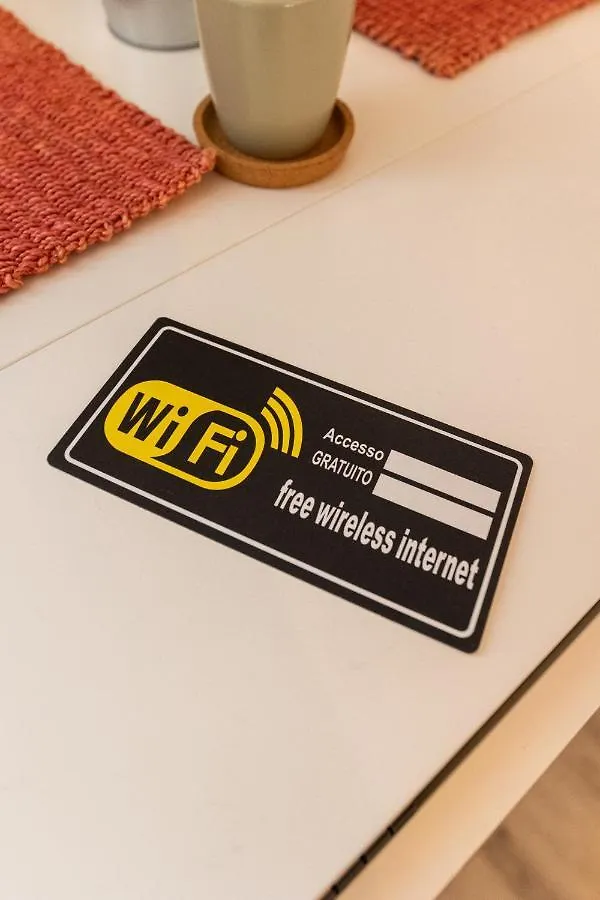 Wi Fi
Accesso
GRATUITO
free wireless internet